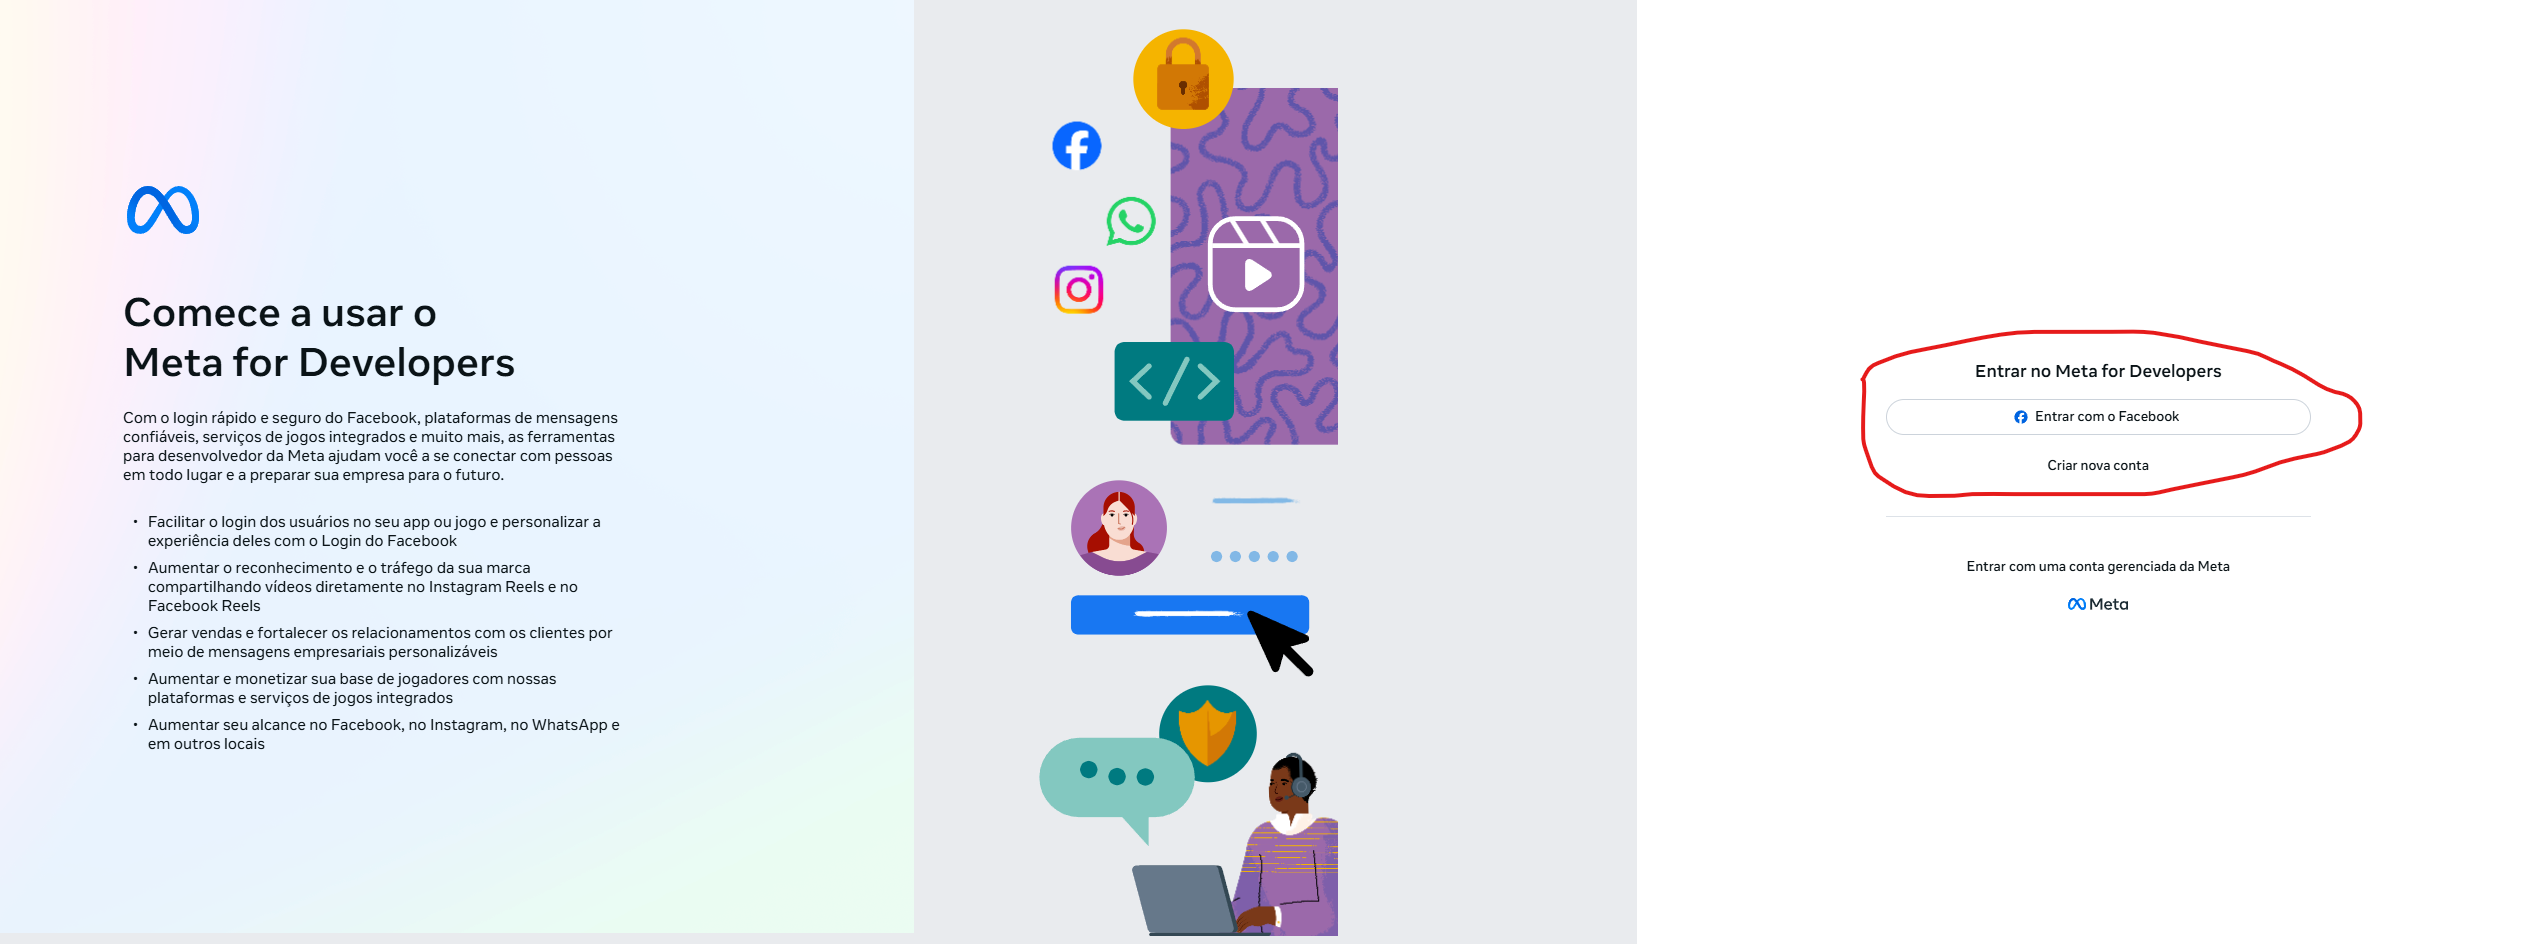 Comece a usar o
Meta for Developers
Com o login rápido e seguro do Facebook, plataformas de mensagens
confiáveis, serviços de jogos integrados e muito mais, as ferramentas
para desenvolvedor da Meta ajudam você a se conectar com pessoas
em todo lugar e a preparar sua empresa para o futuro.
• Facilitar o login dos usuários no seu app ou jogo e personalizar a
experiência deles com o Login do Facebook
• Aumentar o reconhecimento e o tráfego da sua marca
compartilhando vídeos diretamente no Instagram Reels e no
Facebook Reels
• Gerar vendas e fortalecer os relacionamentos com os clientes por
meio de mensagens empresariais personalizáveis
• Aumentar e monetizar sua base de jogadores com nossas
plataformas e serviços de jogos integrados
• Aumentar seu alcance no Facebook, no Instagram, no WhatsApp e
em outros locais
</>
Entrar no Meta for Developers
Entrar com o Facebook
Criar nova conta
Entrar com uma conta gerenciada da Meta
Meta